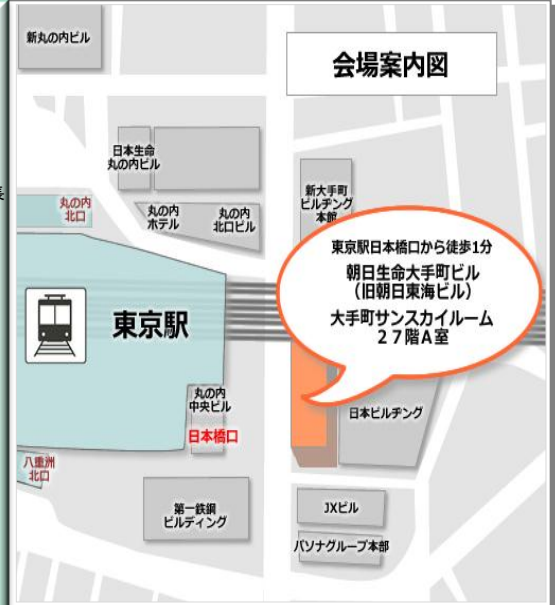 新丸の内ビル
会場案内図
日本生命
丸の内ビル
長
丸の内
北口
丸の内
ホテル
丸の内
北口ビル
新大手町
ビルヂング
本館
東京駅日本橋口から徒歩1分
朝日生命大手町ビル
（旧朝日東海ビル）
大手町サンスカイルーム
27階A室
東京駅
丸の内
中央ビル
日本橋口
日本ビルヂング
八重洲
北口
第一鉄鋼
ビルディング
JXビル
パソナグループ本部